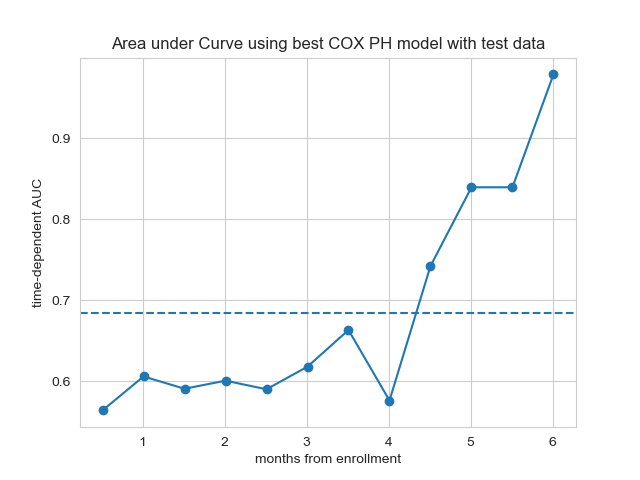 Area under Curve using best COX PH model with test data
0.9
0.8
0.7
0.6
time-dependent AUC
1 2 3 4 5 6
months from enrollment